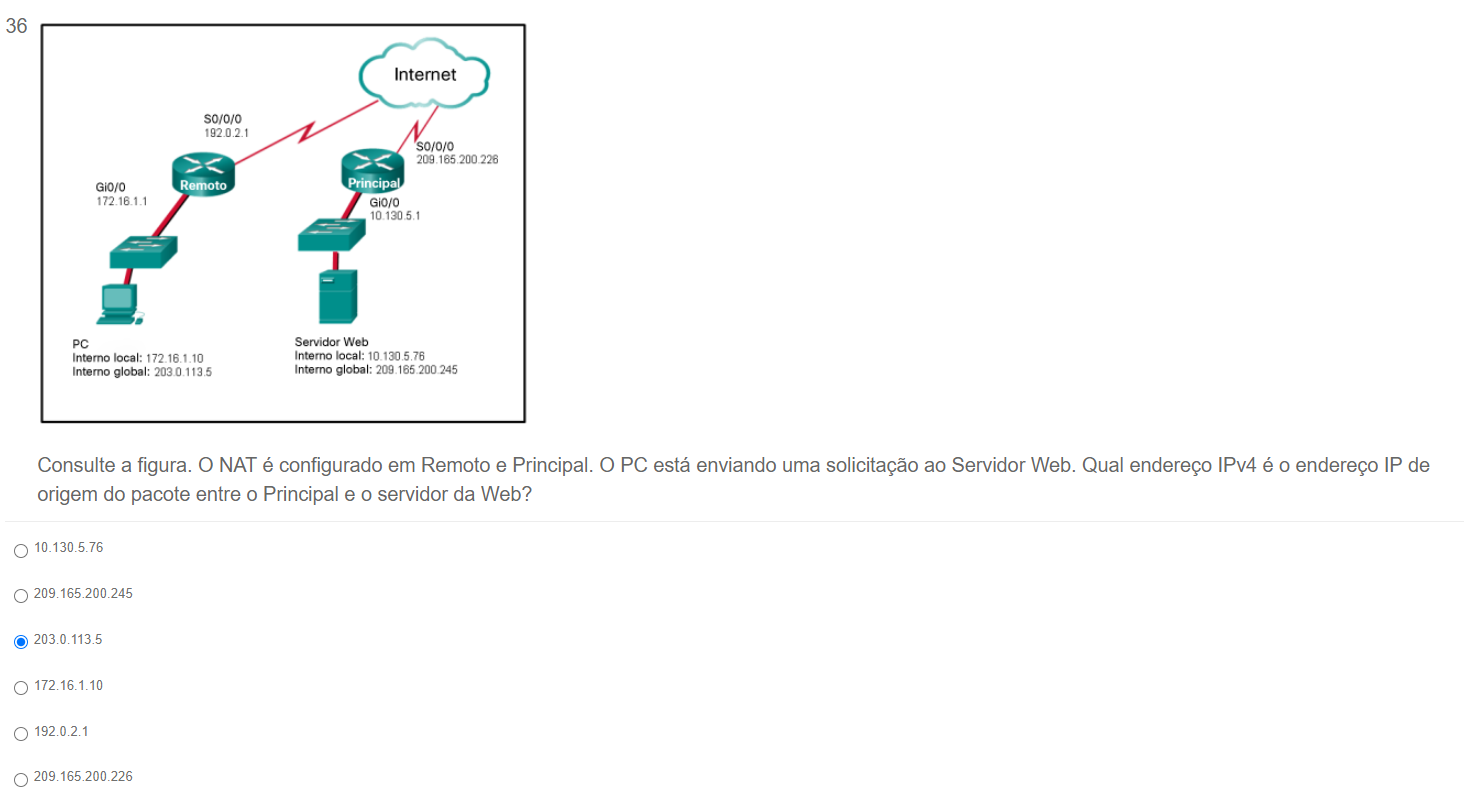 36
Internet
S0/0/0
192.0.2.1
S0/0/0
209.165.200.226
Remoto
Principal
Gi0/0
172.16.1.1
Gi0/0
10.130.5.1
PC
Interno local: 172.16.1.10
Interno global: 203.0.113.5
Servidor Web
Interno local: 10.130.5.76
Interno global: 209.165.200.245
Consulte a figura. O NAT é configurado em Remoto e Principal. O PC está enviando uma solicitação ao Servidor Web. Qual endereço IPv4 é o endereço IP de
origem do pacote entre o Principal e o servidor da Web?
10.130.5.76
209.165.200.245
203.0.113.5
172.16.1.10
192.0.2.1
209.165.200.226